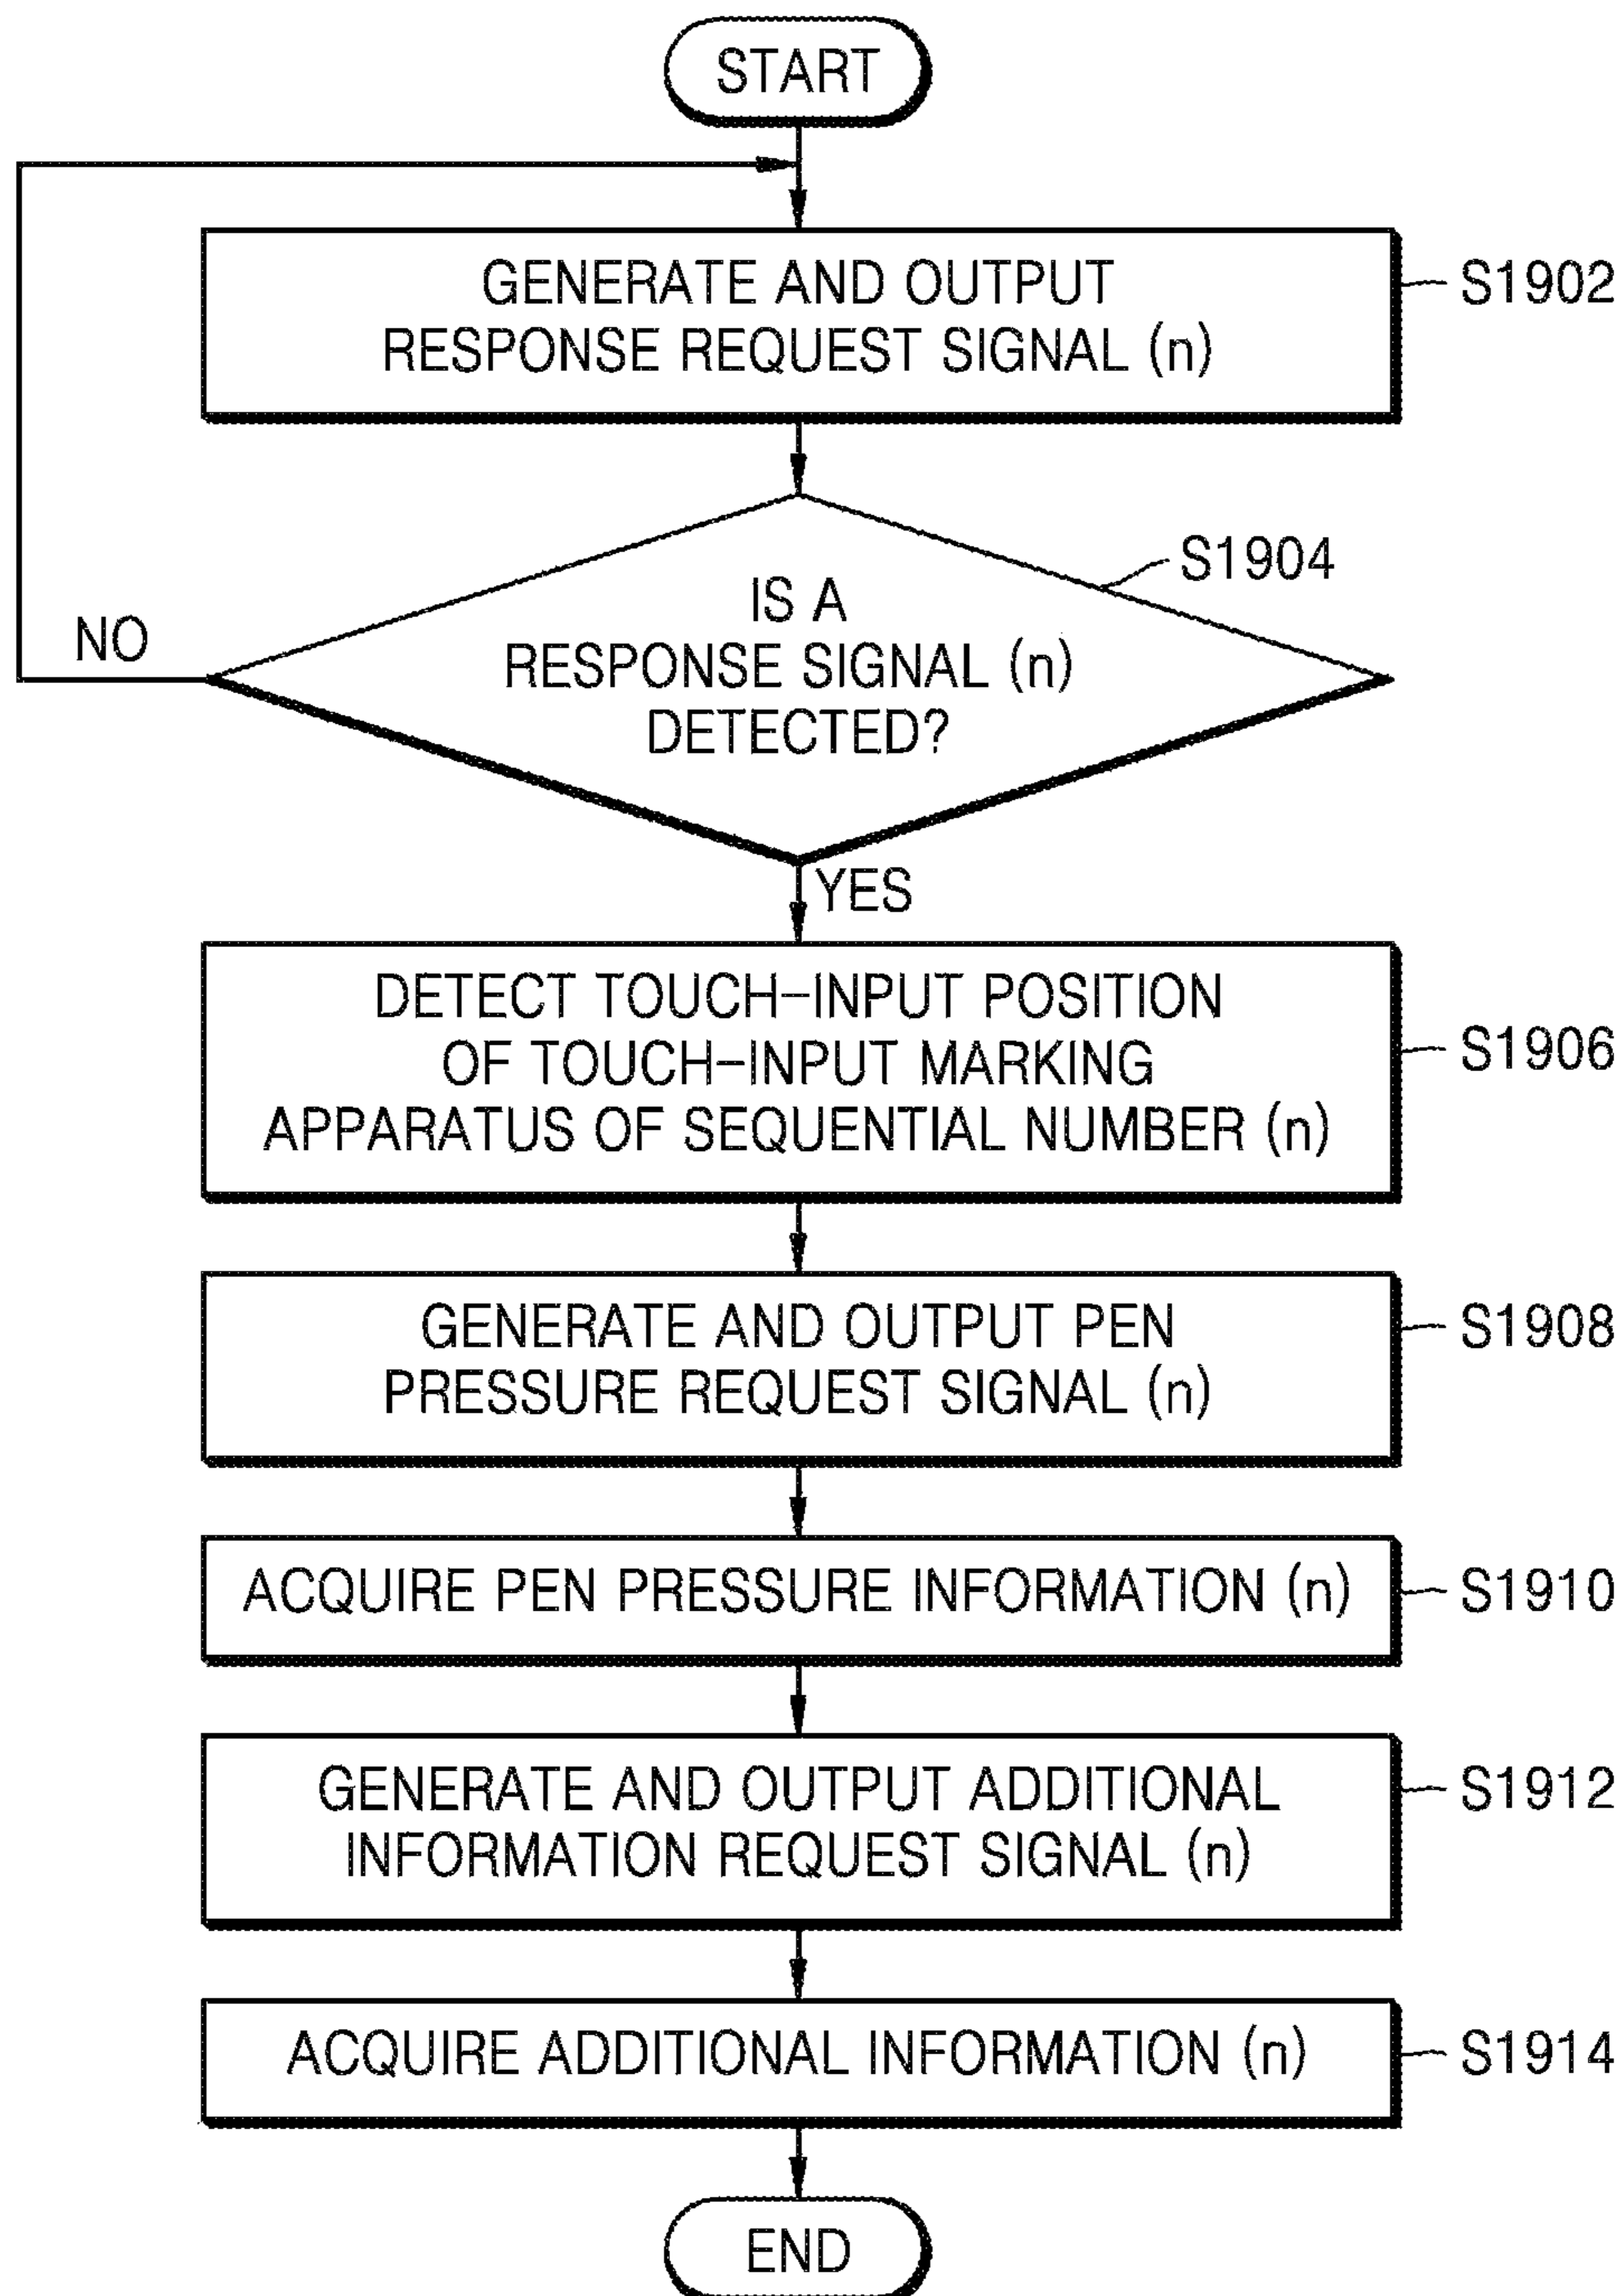 START
GENERATE AND OUTPUT
RESPONSE REQUEST SIGNAL (n)
S1902
S1904
IS A
RESPONSE SIGNAL (n)
DETECTED?
NO
YES
DETECT TOUCH-INPUT POSITION
OF TOUCH-INPUT MARKING
APPARATUS OF SEQUENTIAL NUMBER (n)
S1906
GENERATE AND OUTPUT PEN
PRESSURE REQUEST SIGNAL (n)
S1908
ACQUIRE PEN PRESSURE INFORMATION (n)
S1910
GENERATE AND OUTPUT ADDITIONAL
INFORMATION REQUEST SIGNAL (n)
S1912
ACQUIRE ADDITIONAL INFORMATION (n)
S1914
END